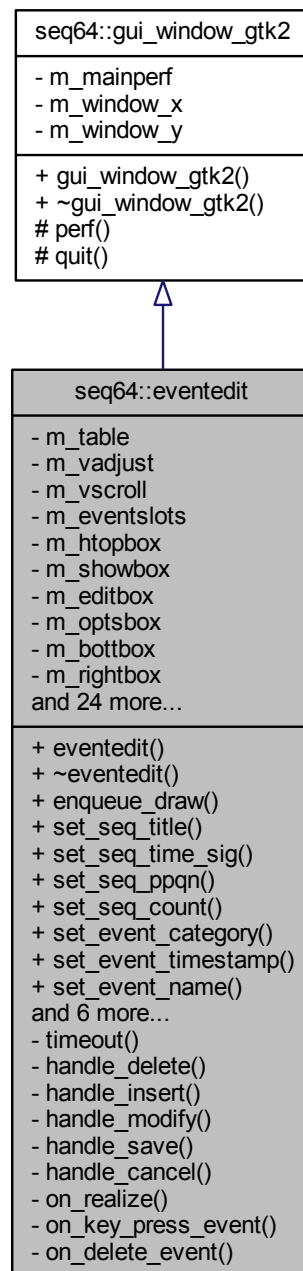 seq64::gui_window_gtk2
- m_mainperf
- m_window_x
- m_window_y
+ gui_window_gtk2()
+ ~gui_window_gtk2()
# perf()
# quit()
seq64::eventedit
- m_table
- m_vadjust
- m_vscroll
- m_eventslots
- m_htopbox
- m_showbox
- m_editbox
- m_optsbox
- m_bottbox
- m_rightbox
and 24 more...
+ eventedit()
+ ~eventedit()
+ enqueue_draw()
+ set_seq_title()
+ set_seq_time_sig()
+ set_seq_ppqn()
+ set_seq_count()
+ set_event_category()
+ set_event_timestamp()
+ set_event_name()
and 6 more...
- timeout()
- handle_delete()
- handle_insert()
- handle_modify()
- handle_save()
- handle_cancel()
- on_realize()
- on_key_press_event()
- on_delete_event()